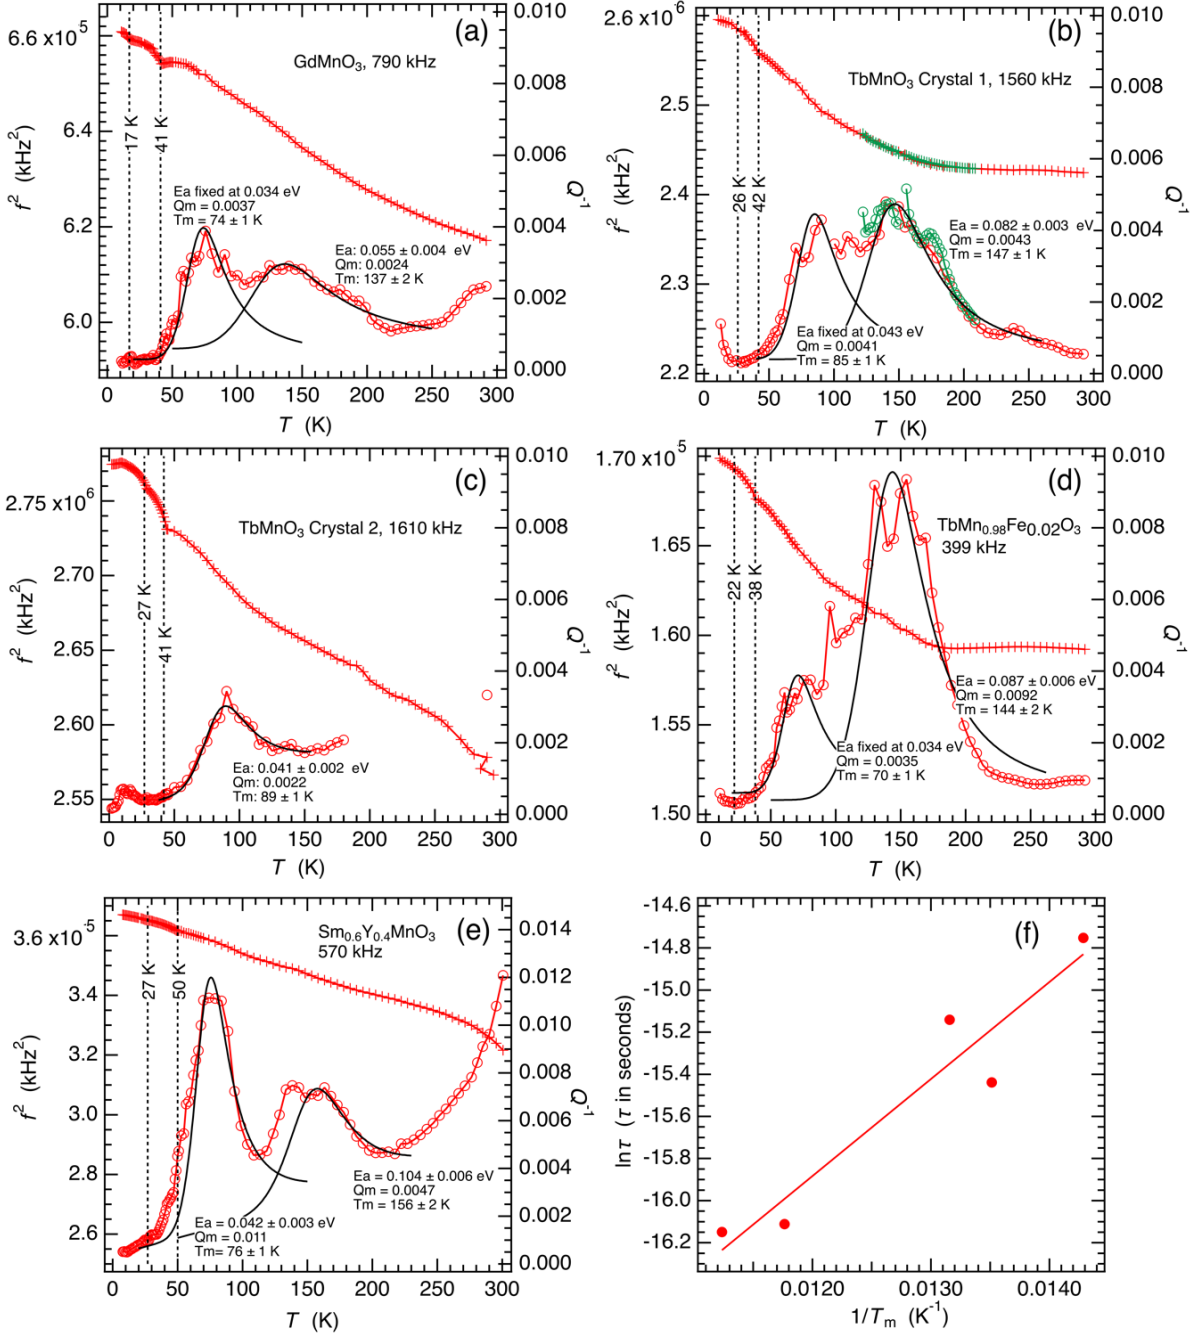 (a)
GdMnO3, 790 kHz
6.6 x10^5
6.4
6.2
6.0
f^2 (kHz^2)
17 K
41 K
Ea fixed at 0.034 eV
Qm = 0.0037
Tm = 74 ± 1 K
Ea: 0.055 ± 0.004 eV
Qm: 0.0024
Tm: 137 ± 2 K
0.010
0.008
0.006
0.004
0.002
0.000
Q^-1
0 50 100 150 200 250 300
T (K)
(b)
TbMnO3 Crystal 1, 1560 kHz
2.6 x10^-6
2.5
2.4
2.3
2.2
f^2 (kHz^2)
26 K
42 K
Ea = 0.082 ± 0.003 eV
Qm = 0.0043
Tm = 147 ± 1 K
Ea fixed at 0.043 eV
Qm = 0.0041
Tm = 85 ± 1 K
0.010
0.008
0.006
0.004
0.002
0.000
Q^-1
0 50 100 150 200 250 300
T (K)
(c)
TbMnO3 Crystal 2, 1610 kHz
2.75 x10^6
2.70
2.65
2.60
2.55
f^2 (kHz^2)
27 K
41 K
Ea: 0.041 ± 0.002 eV
Qm: 0.0022
Tm: 89 ± 1 K
0.010
0.008
0.006
0.004
0.002
0.000
Q^-1
0 50 100 150 200 250 300
T (K)
(d)
TbMn0.98Fe0.02O3
399 kHz
1.70 x10^5
1.65
1.60
1.55
1.50
f^2 (kHz^2)
22 K
38 K
Ea = 0.087 ± 0.006 eV
Qm = 0.0092
Tm = 144 ± 2 K
Ea fixed at 0.034 eV
Qm = 0.0035
Tm = 70 ± 1 K
0.010
0.008
0.006
0.004
0.002
0.000
Q^-1
0 50 100 150 200 250 300
T (K)
(e)
Sm0.6Y0.4MnO3
570 kHz
3.6 x10^-5
3.4
3.2
3.0
2.8
2.6
f^2 (kHz^2)
27 K
50 K
Ea = 0.104 ± 0.006 eV
Qm = 0.0047
Tm = 156 ± 2 K
Ea = 0.042 ± 0.003 eV
Qm = 0.011
Tm= 76 ± 1 K
0.014
0.012
0.010
0.008
0.006
0.004
0.002
0.000
Q^-1
0 50 100 150 200 250 300
T (K)
(f)
-14.6
-14.8
-15.0
-15.2
-15.4
-15.6
-15.8
-16.0
-16.2
lnτ (τ in seconds)
0.0120 0.0130 0.0140
1/Tm (K^-1)